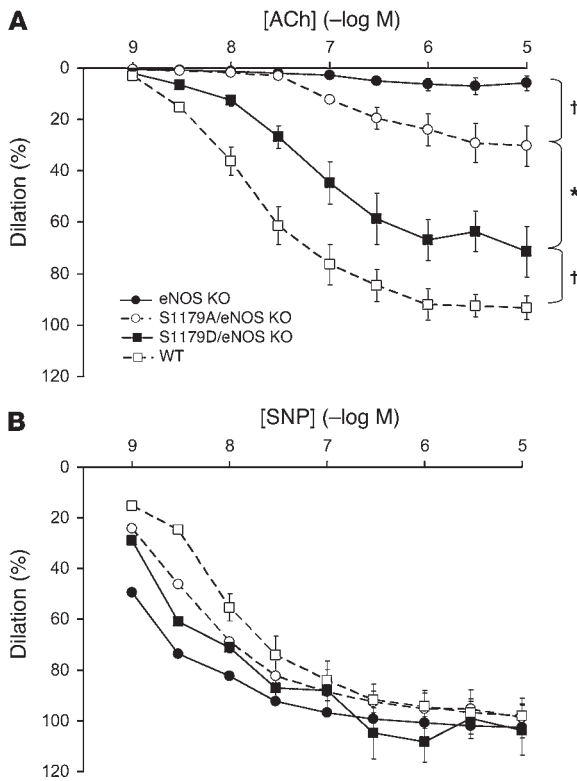 A
[ACh] (–log M)
9 8 7 6 5
0
20
40
60
80
100
120
Dilation (%)
†
*
†
eNOS KO
S1179A/eNOS KO
S1179D/eNOS KO
WT
B
[SNP] (–log M)
9 8 7 6 5
0
20
40
60
80
100
120
Dilation (%)